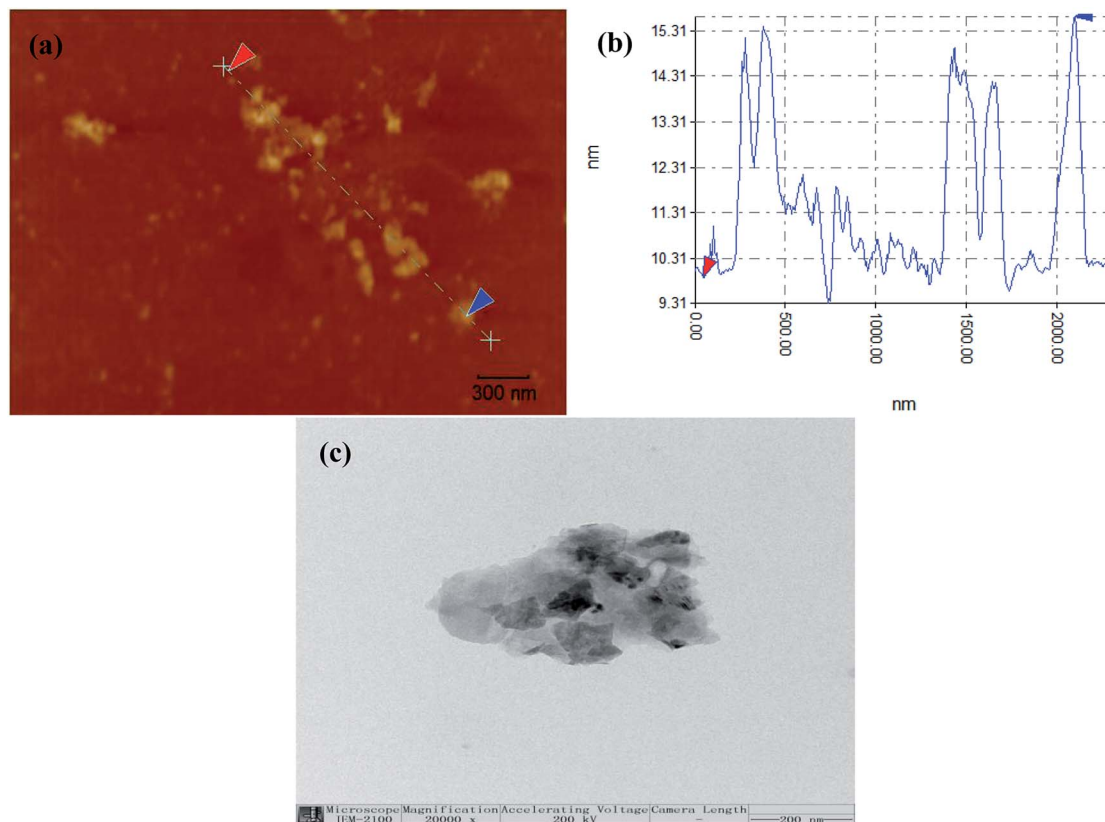 (a)
300 nm
(b)
nm
15.31
14.31
13.31
12.31
11.31
10.31
9.31
0.00
500.00
1000.00
1500.00
2000.00
nm
(c)
Microscope Magnification Accelerating Voltage Camera Length
JEM-2100 20000 x 200 kV - 200 nm